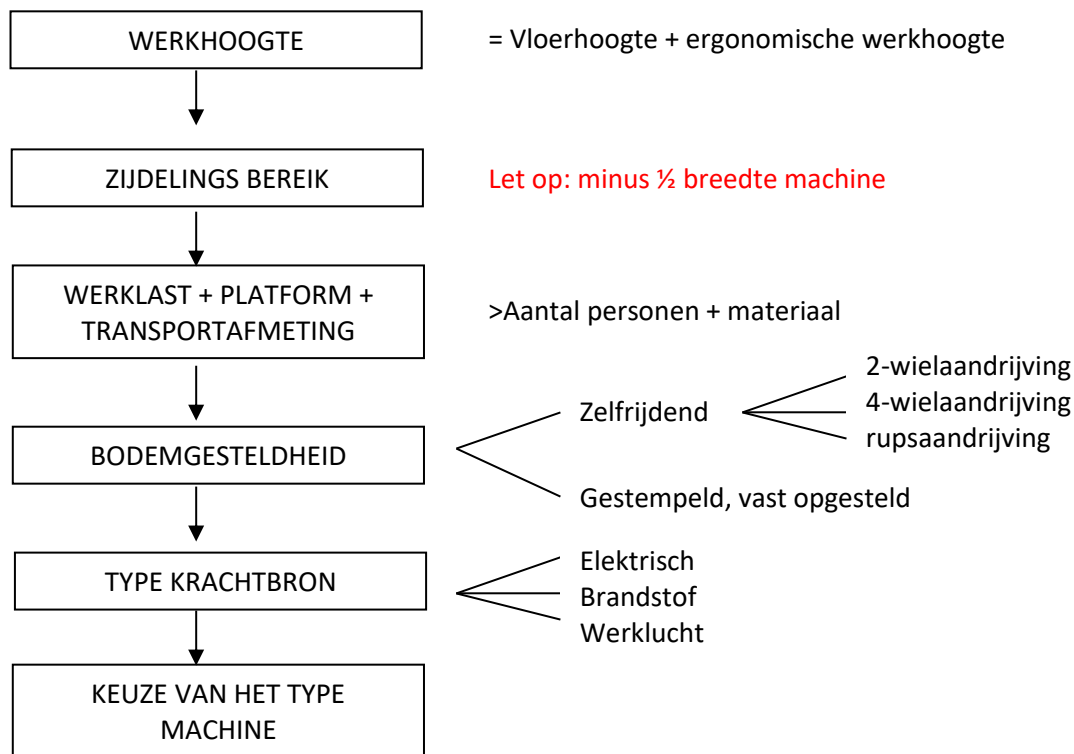 WERKHOOGTE
= Vloerhoogte + ergonomische werkhoogte
ZIJDELINGS BEREIK
Let op: minus ½ breedte machine
WERKLAST + PLATFORM +
TRANSPORTAFMETING
>Aantal personen + materiaal
BODEMGESTELDHEID
Zelfrijdend
2-wielaandrijving
4-wielaandrijving
rupsaandrijving
Gestempeld, vast opgesteld
TYPE KRACHTBRON
Elektrisch
Brandstof
Werklucht
KEUZE VAN HET TYPE
MACHINE